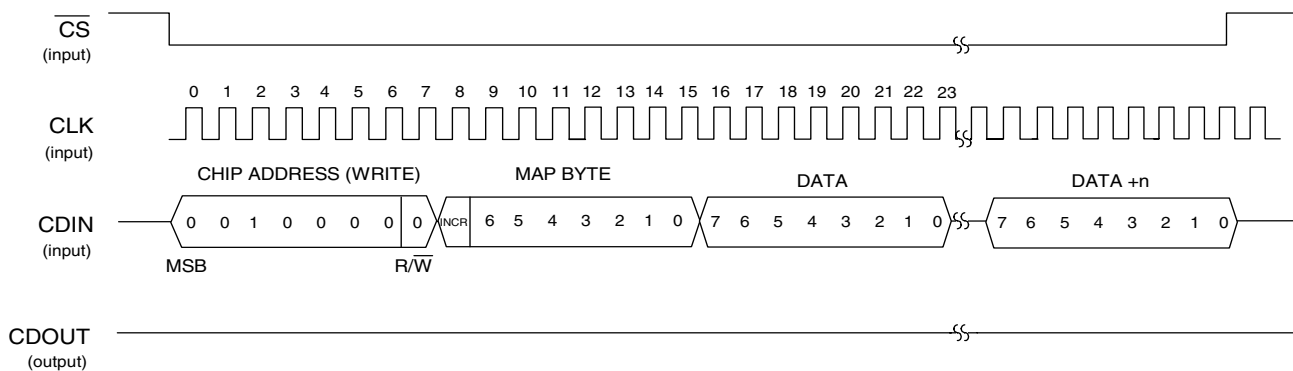 CS
(input)
0 1 2 3 4 5 6 7 8 9 10 11 12 13 14 15 16 17 18 19 20 21 22 23
CLK
(input)
CHIP ADDRESS (WRITE) MAP BYTE DATA DATA +n
CDIN 0 0 1 0 0 0 0 0 INCR 6 5 4 3 2 1 0 7 6 5 4 3 2 1 0 7 6 5 4 3 2 1 0
(input)
MSB R/W
CDOUT
(output)